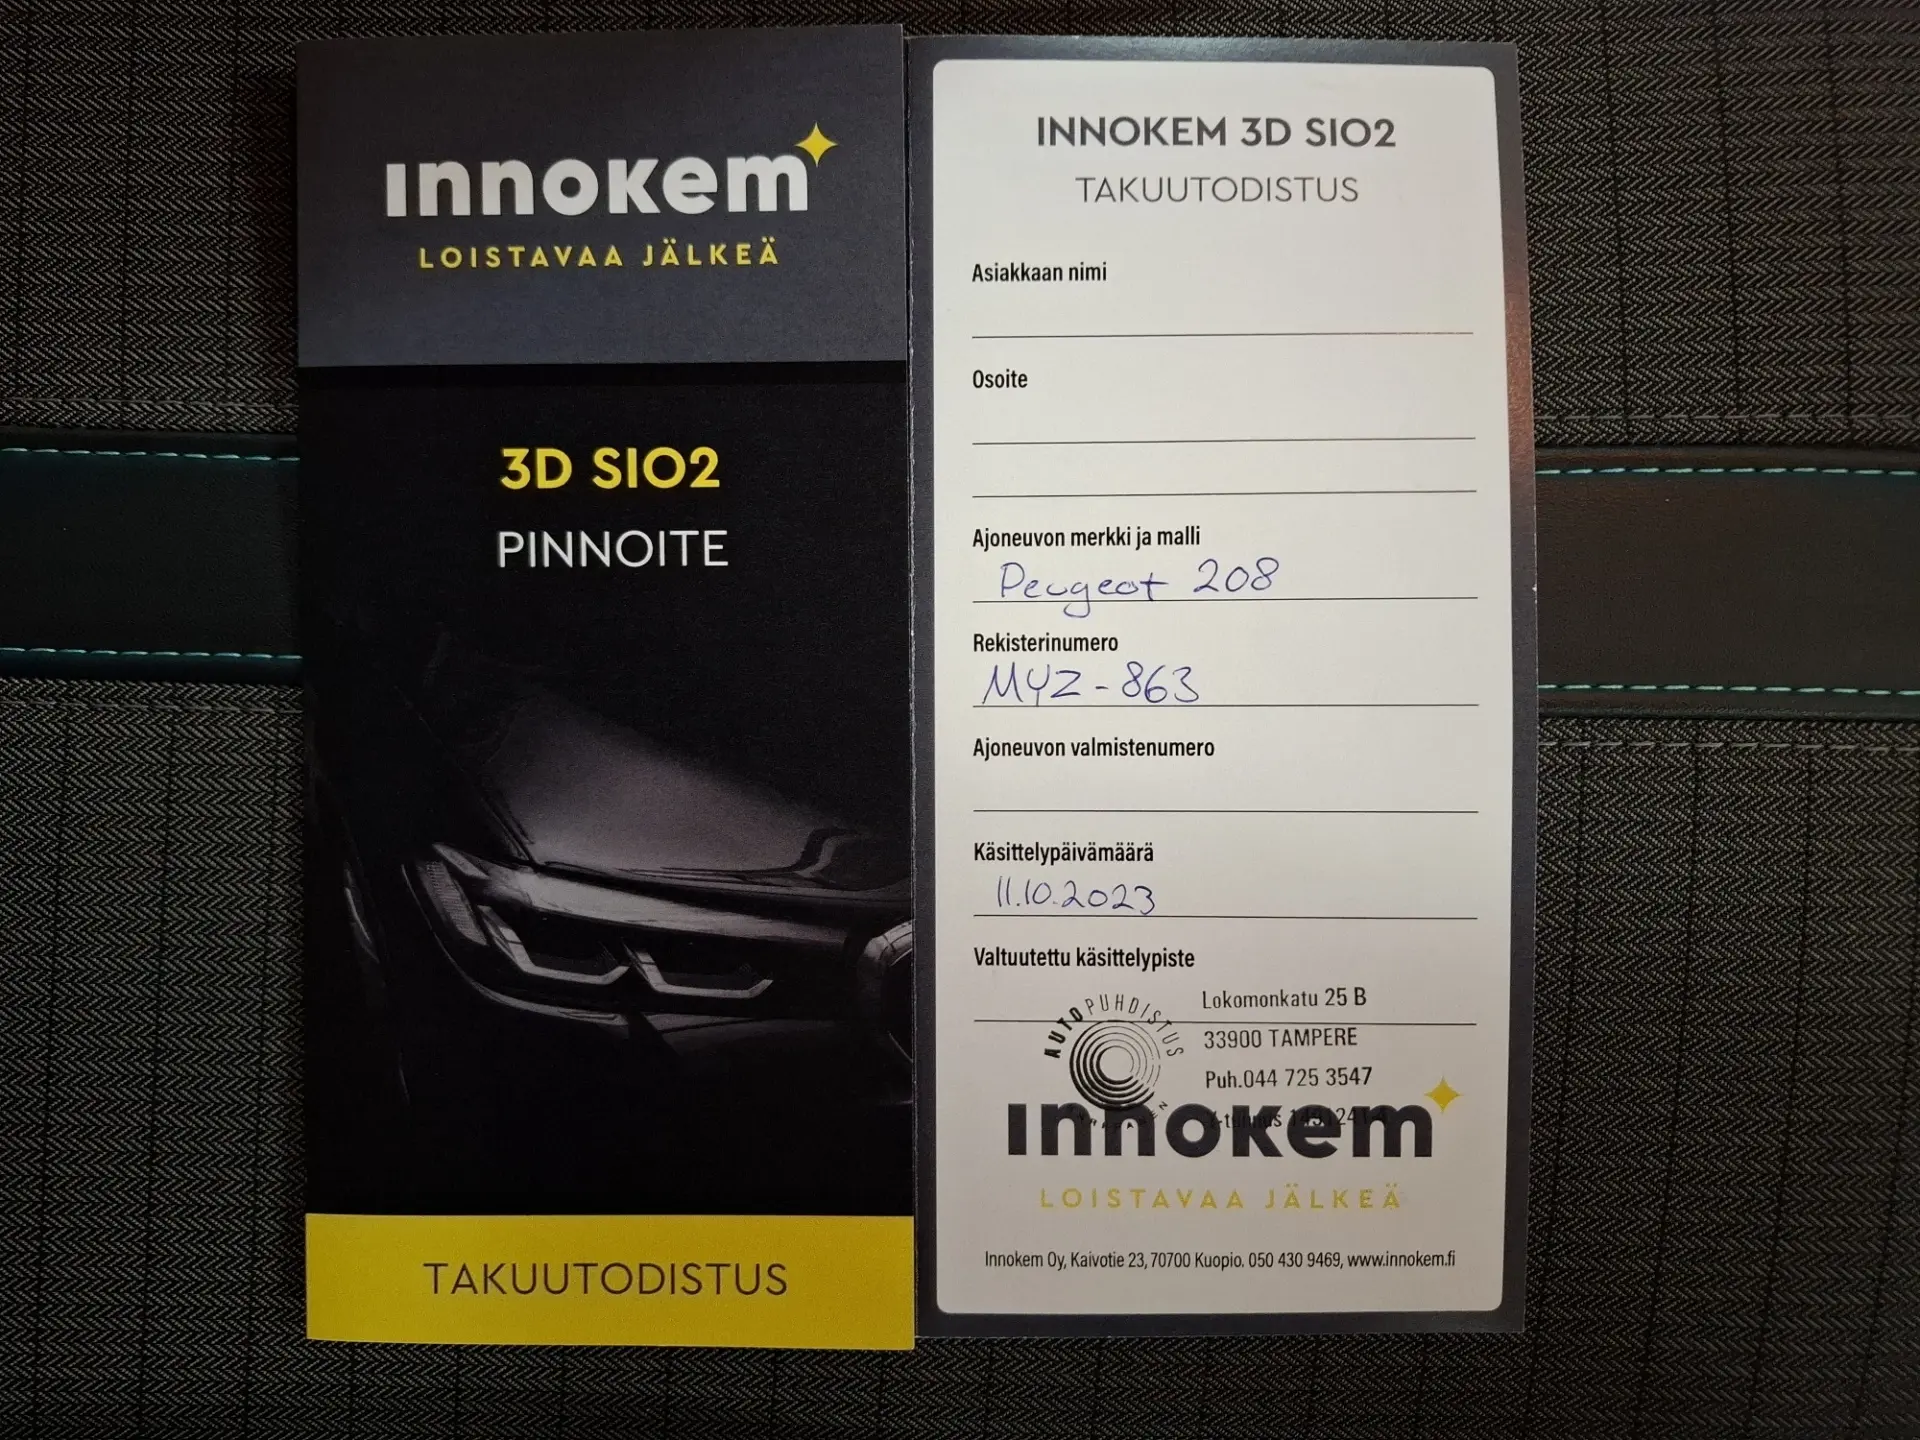 ınnoкem
LOISTAVAA JÄLKEÄ
3D SIO2
PINNOITE
TAKUUTODISTUS
INNOKEM 3D SIO2
TAKUUTODISTUS
Asiakkaan nimi
Osoite
Ajoneuvon merkki ja malli
Peugeot 208
Rekisterinumero
MYZ-863
Ajoneuvon valmistenumero
Käsittelypäivämäärä
11.10.2023
Valtuutettu käsittelypiste
AUTOPUHDISTUS
Lokomonkatu 25 B
33900 TAMPERE
Puh.044 725 3547
ınnoкem
LOISTAVAA JÄLKEÄ
Innokem Oy, Kaivotie 23, 70700 Kuopio. 050 430 9469, www.innokem.fi